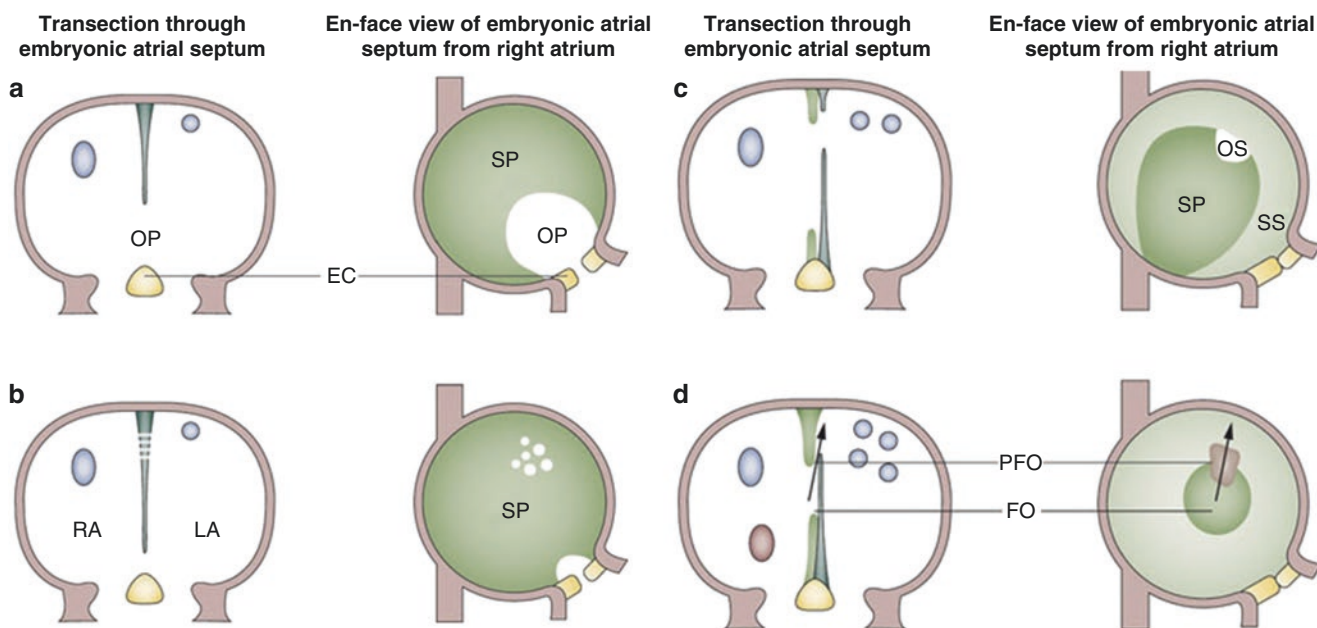 Transection through
embryonic atrial septum
En-face view of embryonic atrial
septum from right atrium
Transection through
embryonic atrial septum
En-face view of embryonic atrial
septum from right atrium
a
OP
EC
SP
OP
c
OS
SP
SS
b
RA
LA
SP
d
PFO
FO